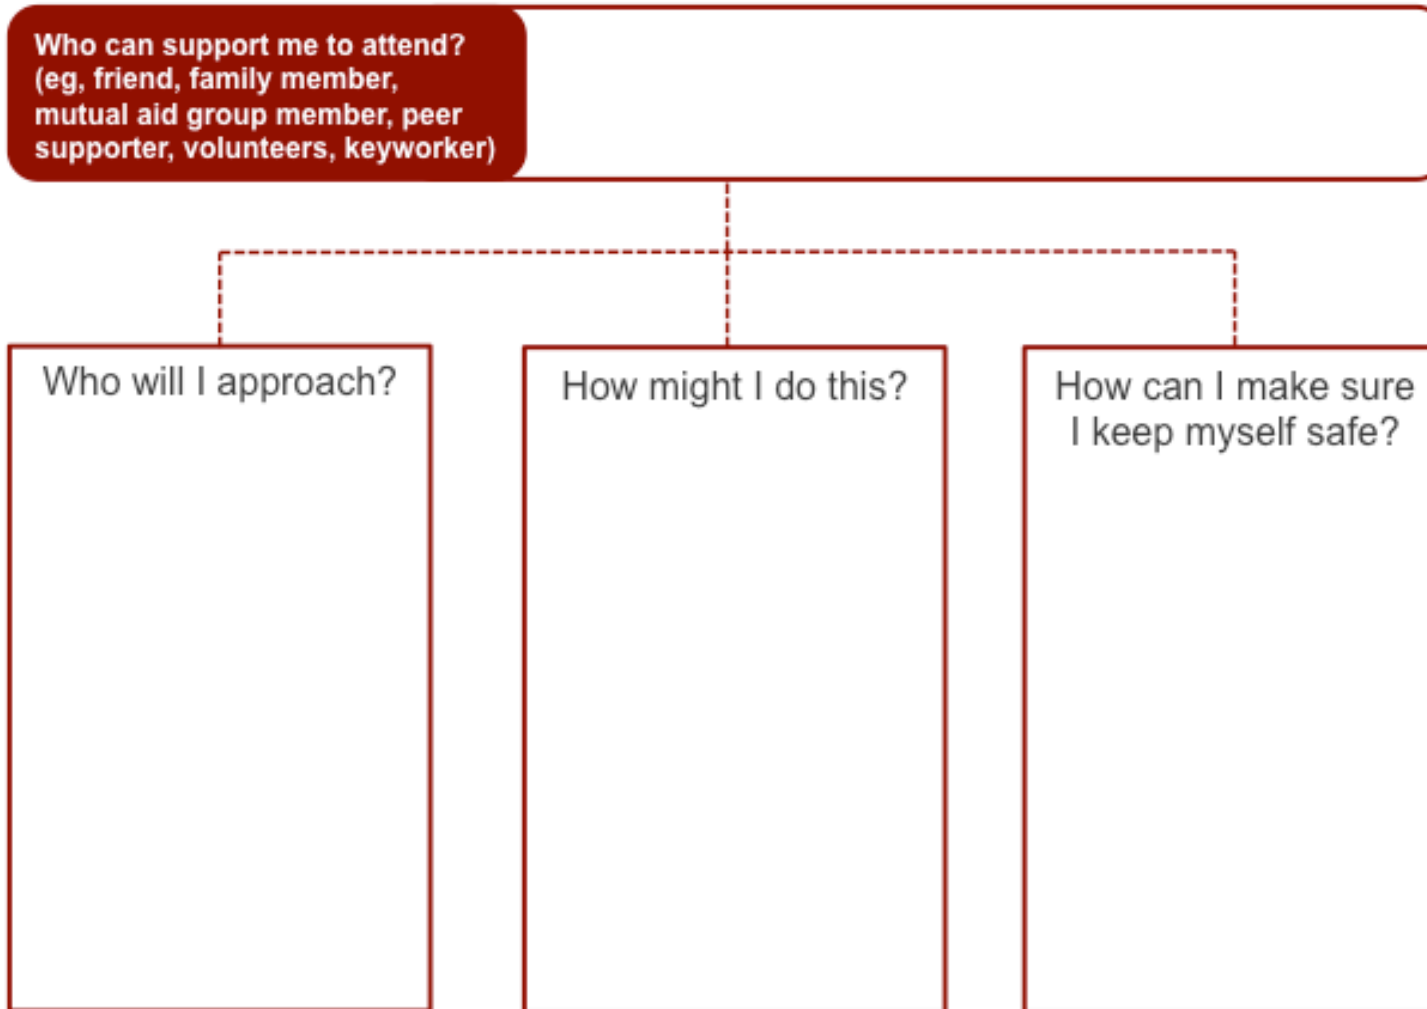 Who can support me to attend?
(eg, friend, family member,
mutual aid group member, peer
supporter, volunteers, keyworker)
Who will I approach?
How might I do this?
How can I make sure
I keep myself safe?